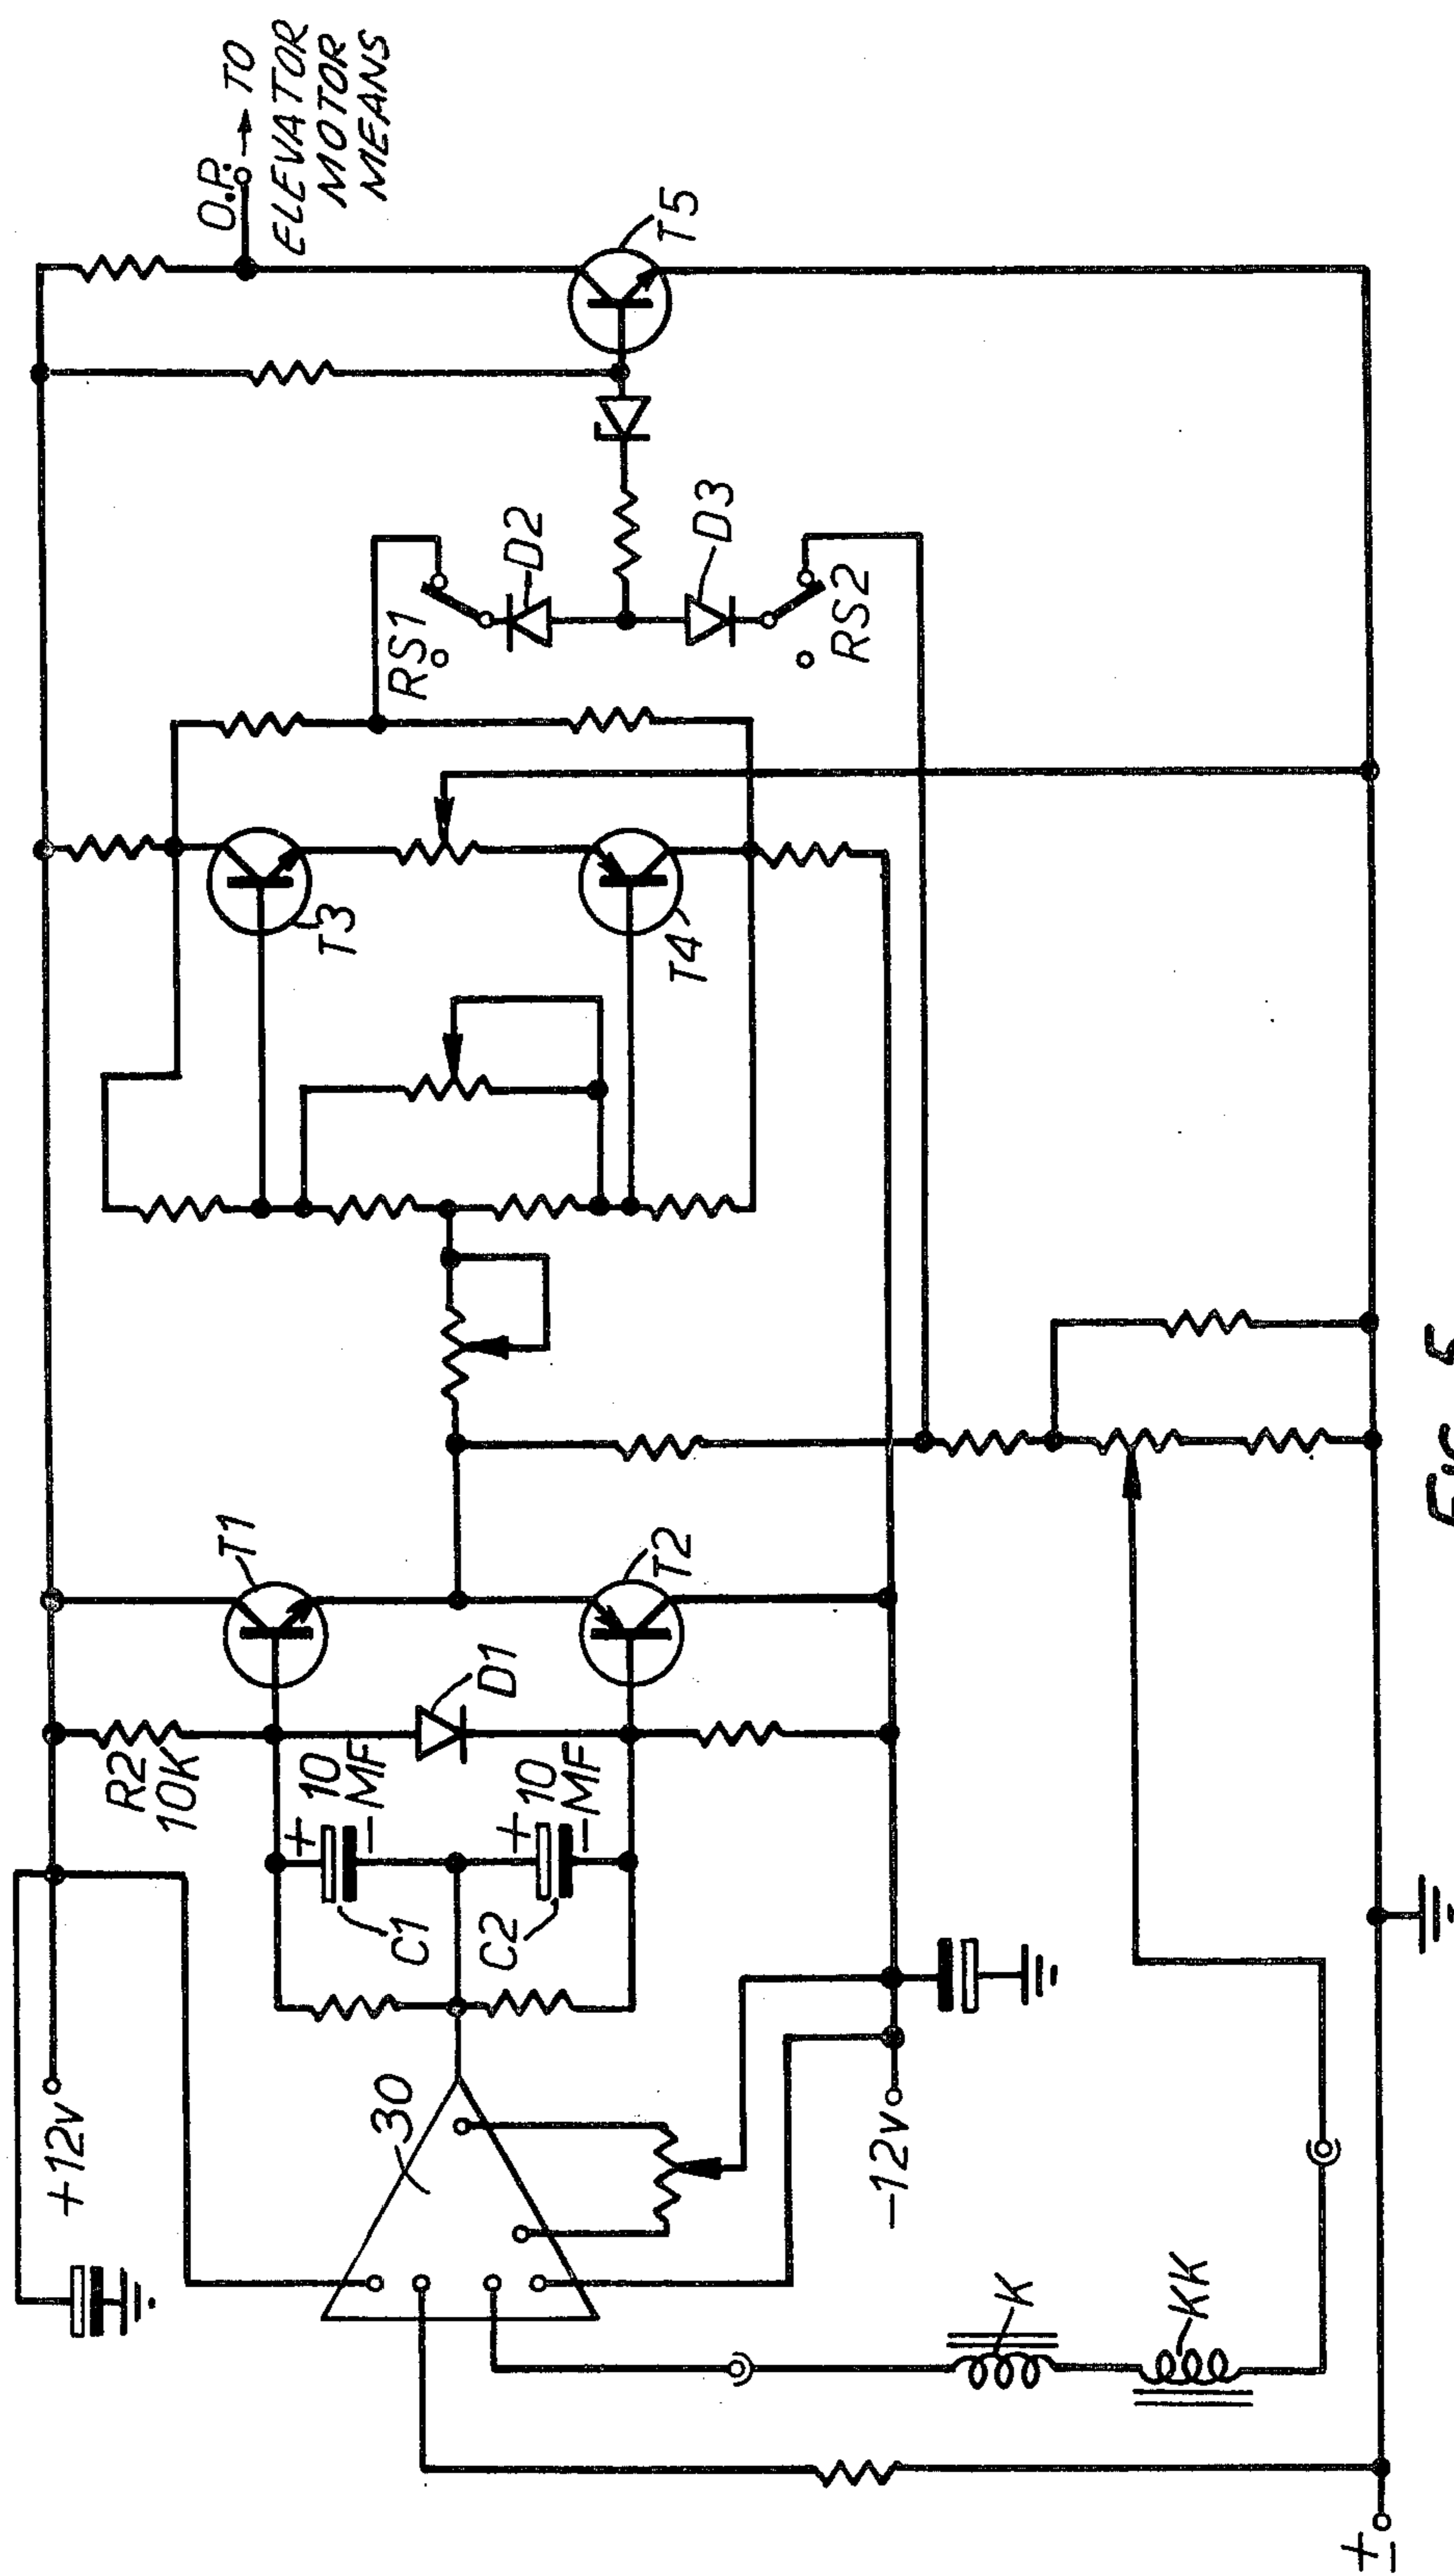 O.P. → TO
ELEVATOR
MOTOR
MEANS
T5
D2
D3
RS1
RS2
T3
T4
T1
T2
D1
R2
10K
+
10
MF
−
+
10
MF
−
C1
C2
+12v
30
−12v
K
KK
+
−